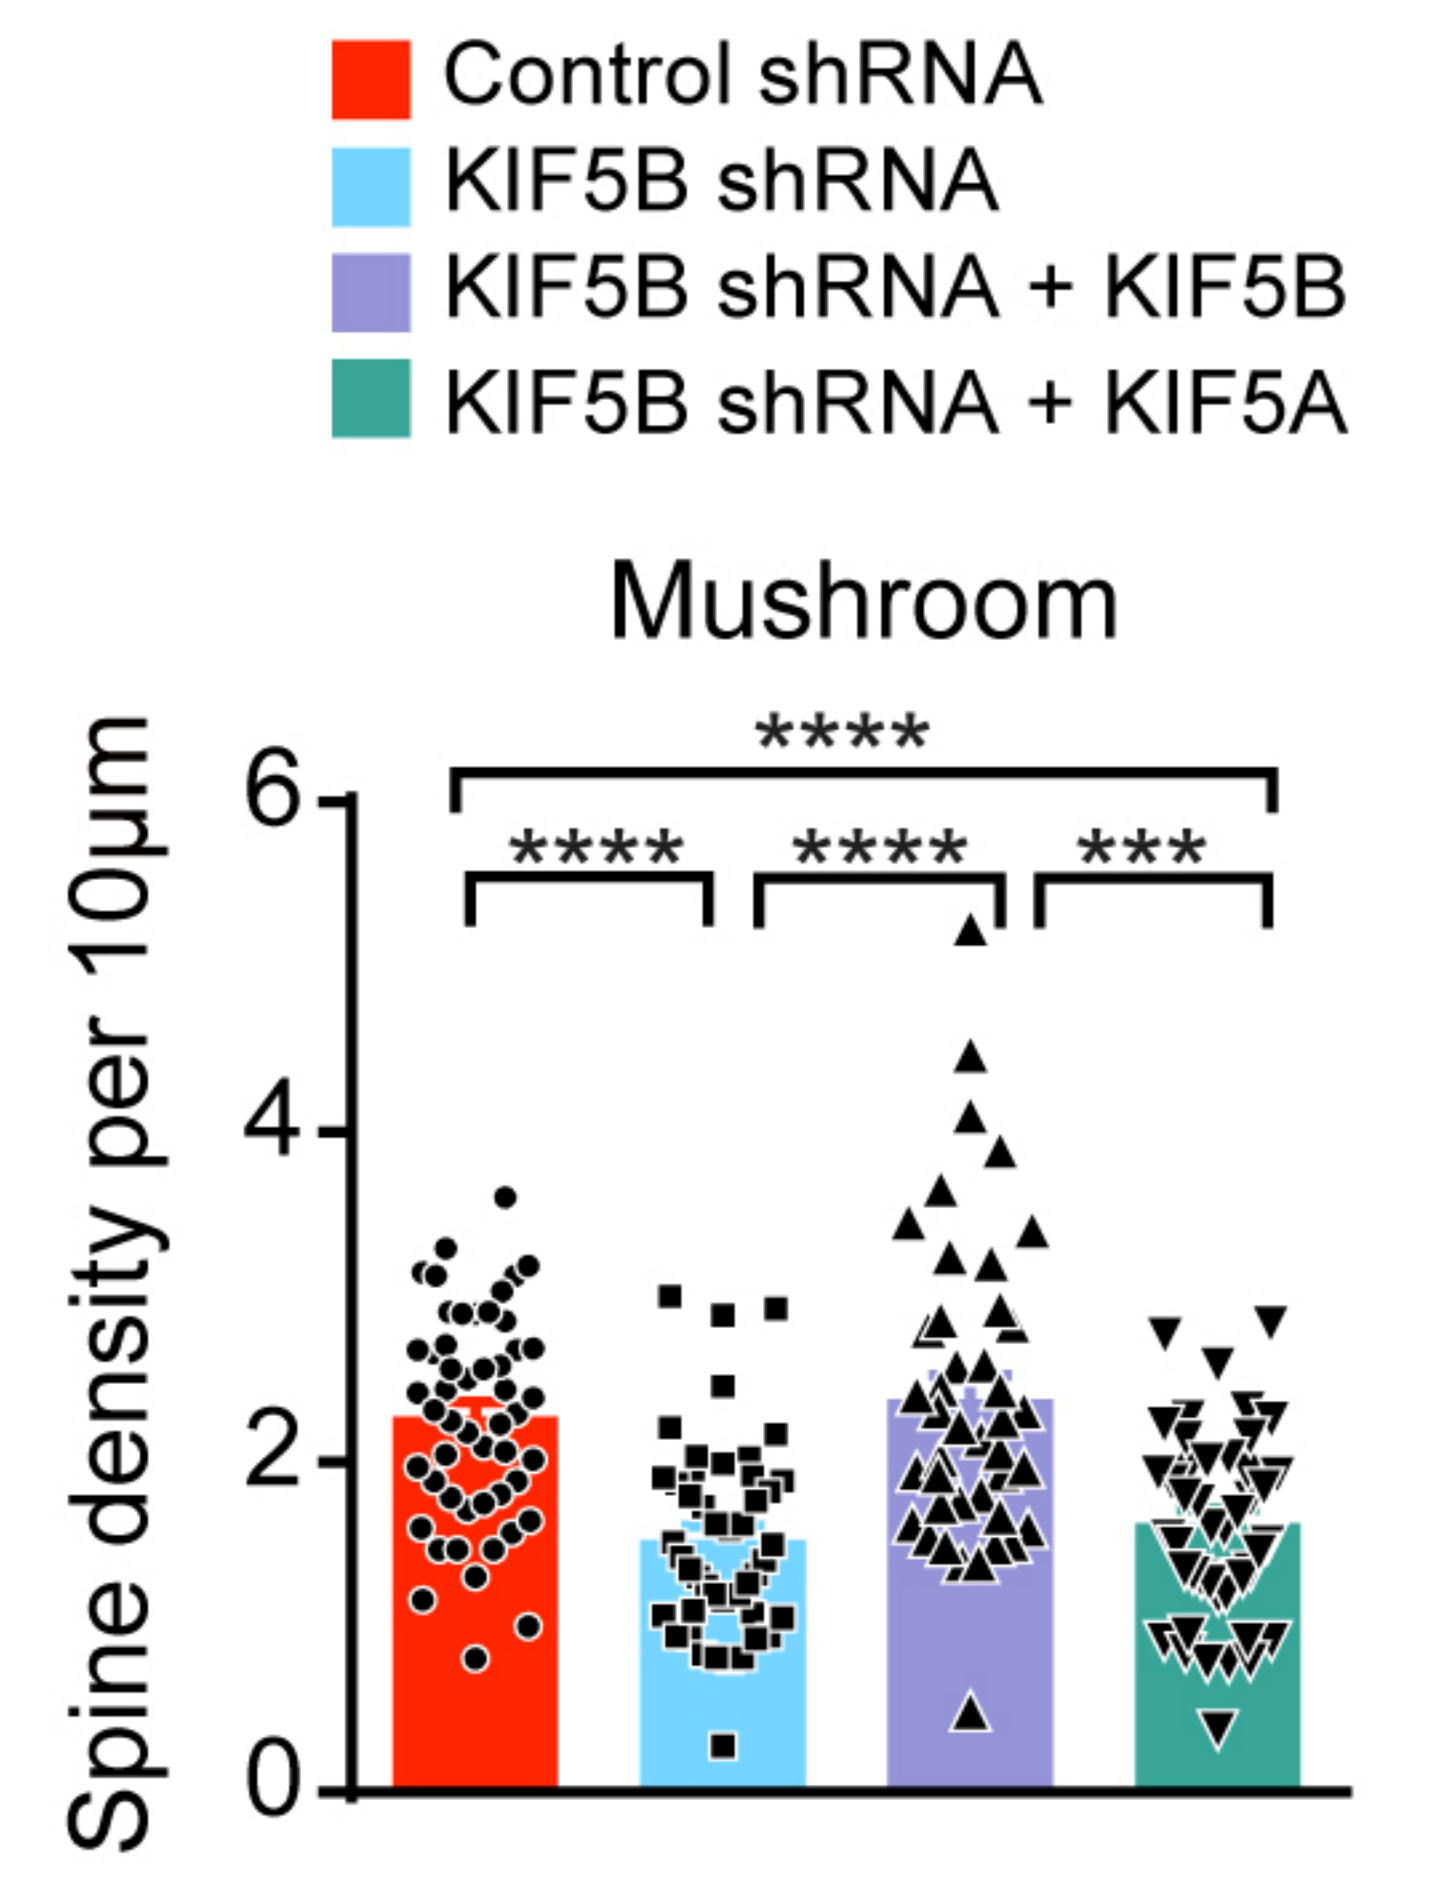 Control shRNA
KIF5B shRNA
KIF5B shRNA + KIF5B
KIF5B shRNA + KIF5A
Mushroom
****
**** **** ***
Spine density per 10μm
6
4
2
0